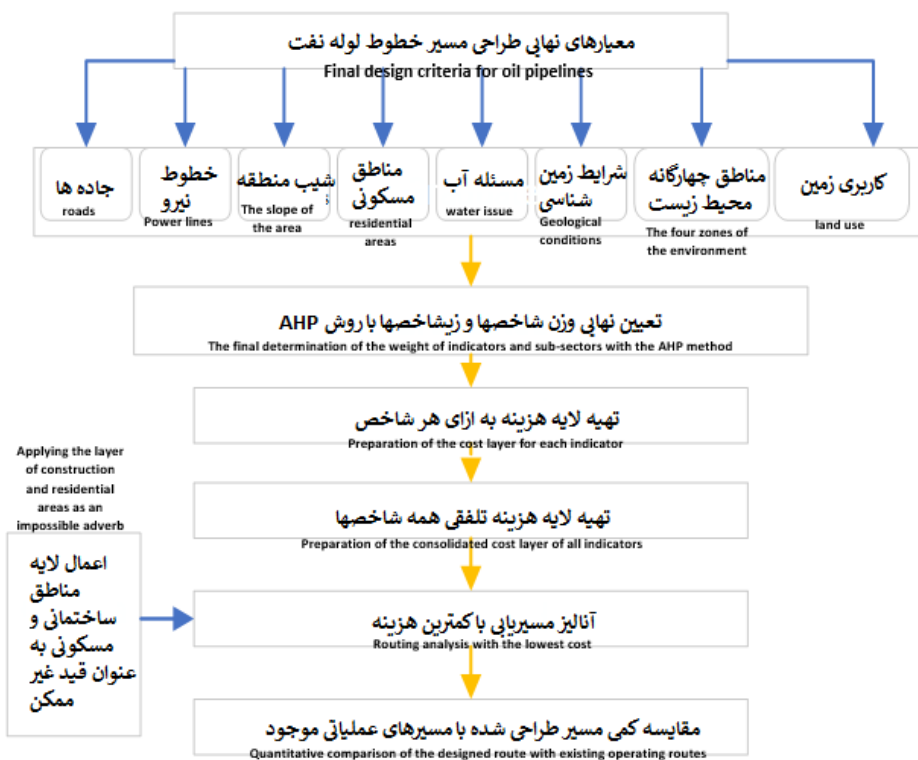 معیارهای نهایی طراحی مسیر خطوط لوله نفت
Final design criteria for oil pipelines
جاده ها
roads
خطوط
نیرو
Power lines
شیب منطقه
The slope of
the area
مناطق
مسکونی
residential
areas
مسئله آب
water issue
شرایط زمین
شناسی
Geological
conditions
مناطق چهارگانه
محیط زیست
The four zones of
the environment
کاربری زمین
land use
تعیین نهایی وزن شاخصها و زیشاخصها با روش AHP
The final determination of the weight of indicators and sub-sectors with the AHP method
تهیه لایه هزینه به ازای هر شاخص
Preparation of the cost layer for each indicator
تهیه لایه هزینه تلفقی همه شاخصها
Preparation of the consolidated cost layer of all indicators
Applying the layer
of construction
and residential
areas as an
impossible adverb
اعمال لایه
مناطق
ساختمانی و
مسکونی به
عنوان قید غیر
ممکن
آنالیز مسیریابی با کمترین هزینه
Routing analysis with the lowest cost
مقایسه کمی مسیر طراحی شده با مسیرهای عملیاتی موجود
Quantitative comparison of the designed route with existing operating routes